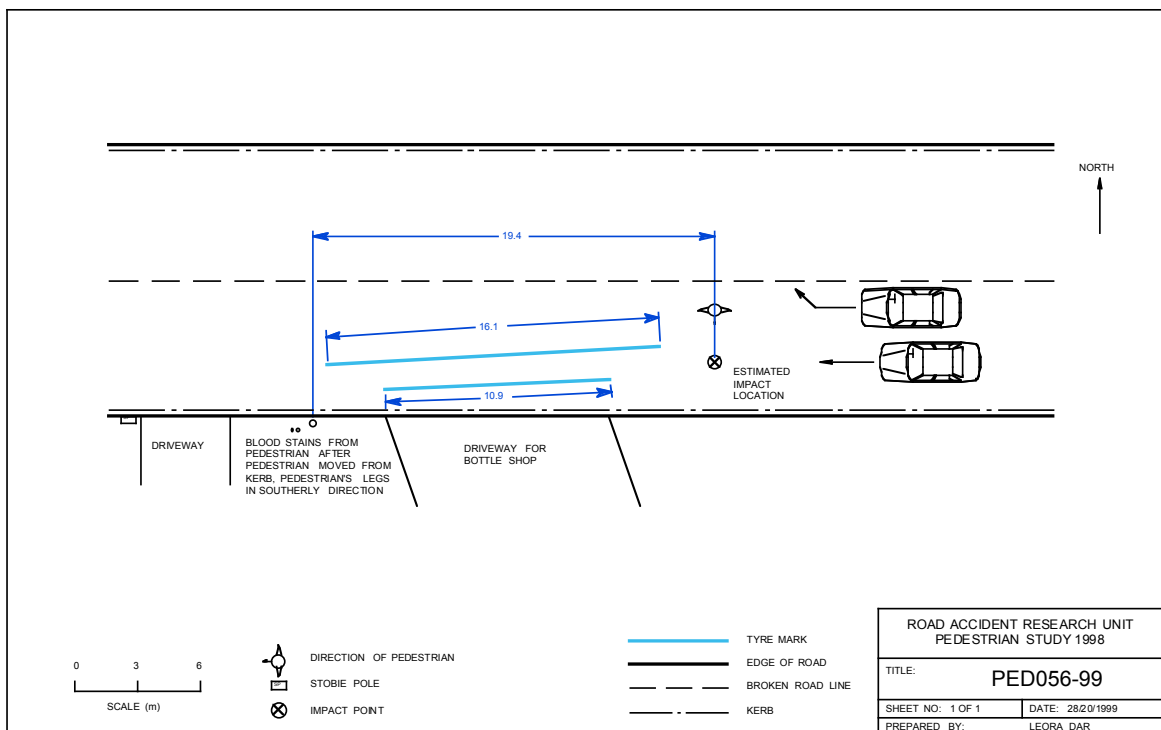 NORTH
19.4
16.1
10.9
ESTIMATED
IMPACT
LOCATION
DRIVEWAY
BLOOD STAINS FROM
PEDESTRIAN AFTER
PEDESTRIAN MOVED FROM
KERB, PEDESTRIAN'S LEGS
IN SOUTHERLY DIRECTION
DRIVEWAY FOR
BOTTLE SHOP
0 3 6
SCALE (m)
DIRECTION OF PEDESTRIAN
STOBIE POLE
IMPACT POINT
TYRE MARK
EDGE OF ROAD
BROKEN ROAD LINE
KERB
ROAD ACCIDENT RESEARCH UNIT
PEDESTRIAN STUDY 1998
TITLE: PED056-99
SHEET NO: 1 OF 1 DATE: 28/20/1999
PREPARED BY: LEORA DAR